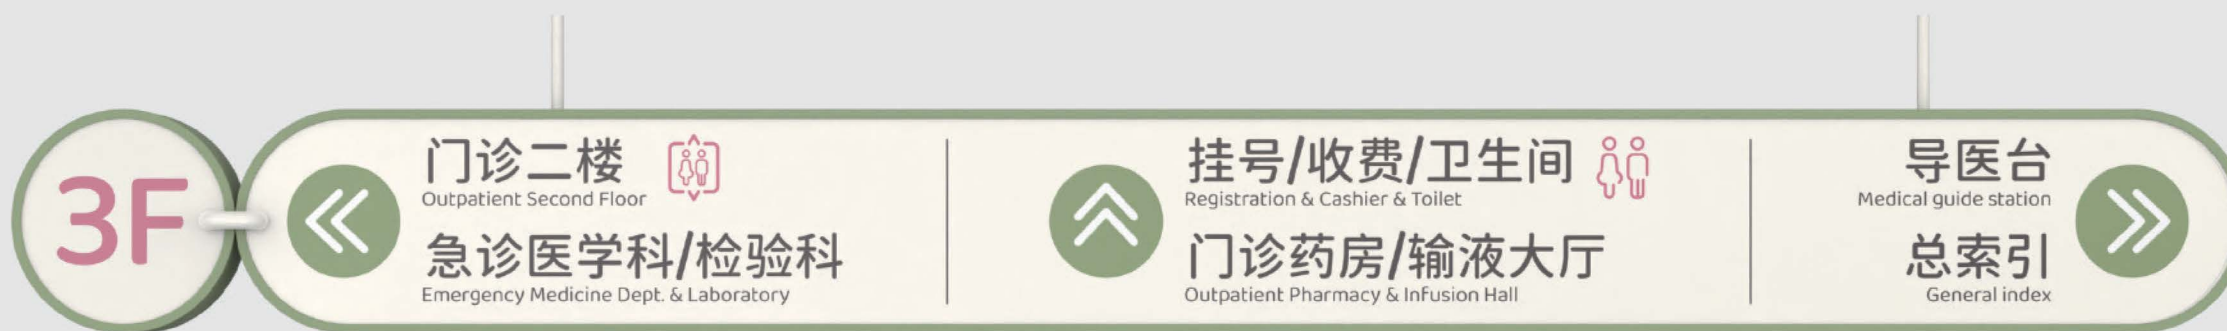 3F
门诊二楼
Outpatient Second Floor
急诊医学科/检验科
Emergency Medicine Dept. & Laboratory
挂号/收费/卫生间
Registration & Cashier & Toilet
门诊药房/输液大厅
Outpatient Pharmacy & Infusion Hall
导医台
Medical guide station
总索引
General index